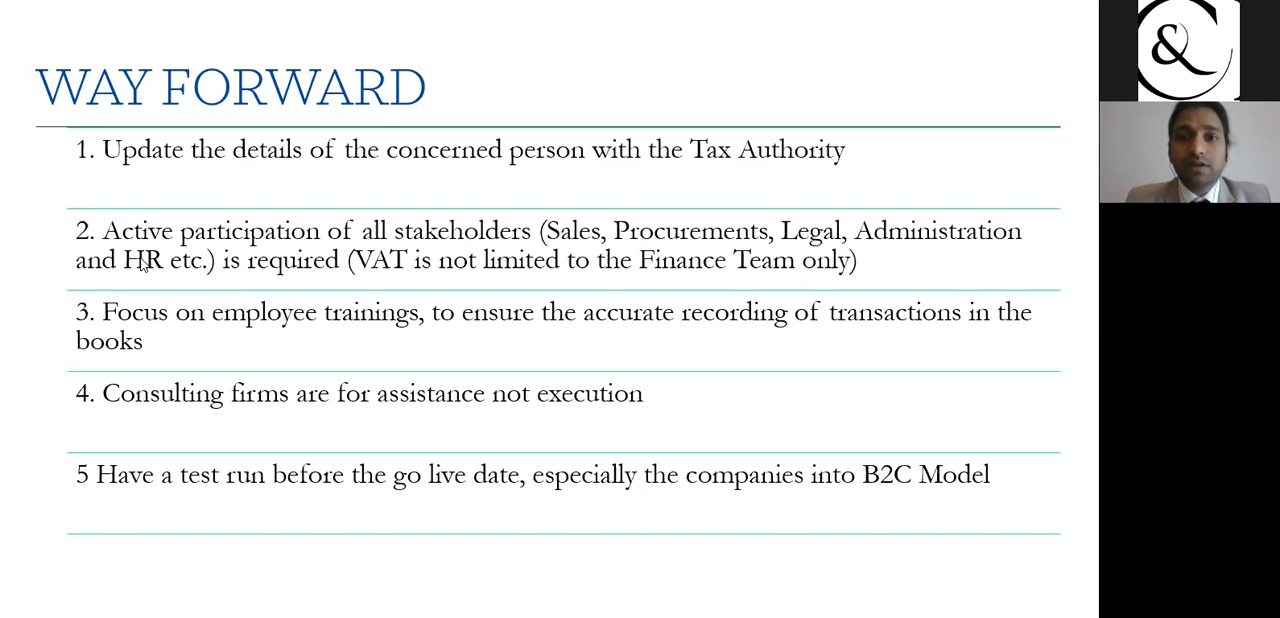 WAY FORWARD
1. Update the details of the concerned person with the Tax Authority
2. Active participation of all stakeholders (Sales, Procurements, Legal, Administration
and HR etc.) is required (VAT is not limited to the Finance Team only)
3. Focus on employee trainings, to ensure the accurate recording of transactions in the
books
4. Consulting firms are for assistance not execution
5 Have a test run before the go live date, especially the companies into B2C Model
&